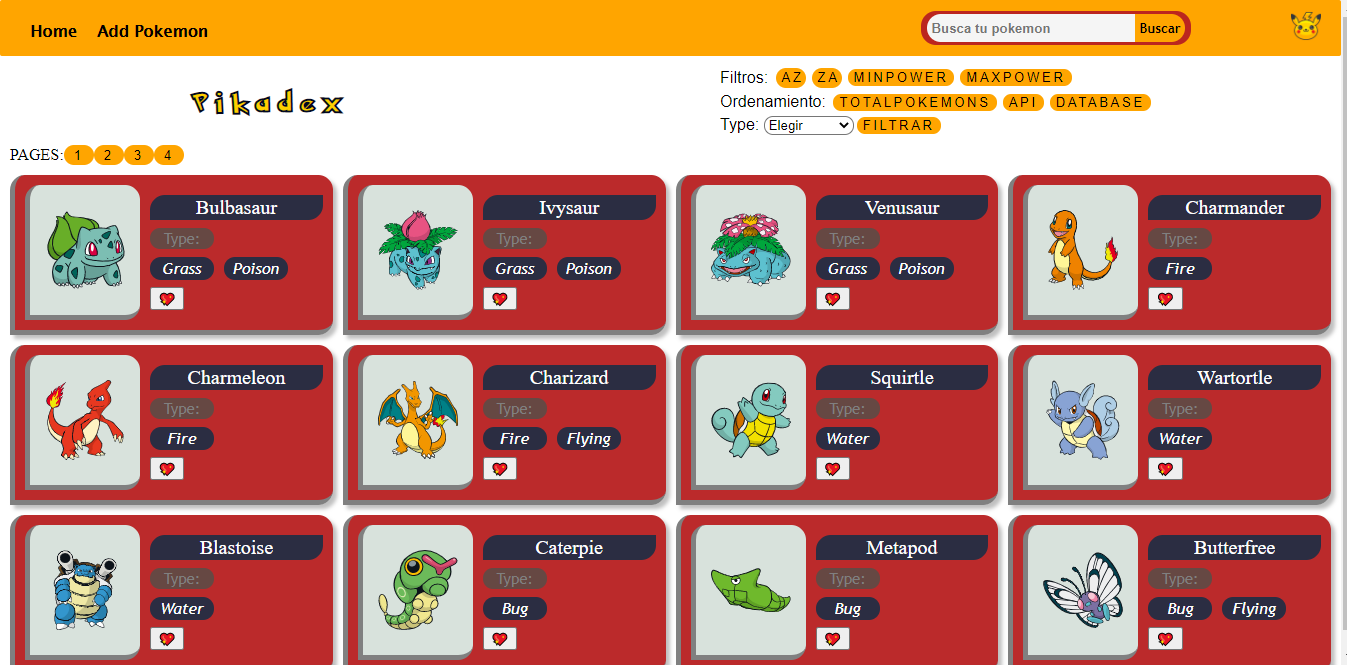 Home Add Pokemon Busca tu pokemon Buscar
Pikadex
Filtros: AZ ZA MINPOWER MAXPOWER
Ordenamiento: TOTALPOKEMONS API DATABASE
Type: Elegir FILTRAR
PAGES: 1 2 3 4
Bulbasaur
Type:
Grass Poison
Ivysaur
Type:
Grass Poison
Venusaur
Type:
Grass Poison
Charmander
Type:
Fire
Charmeleon
Type:
Fire
Charizard
Type:
Fire Flying
Squirtle
Type:
Water
Wartortle
Type:
Water
Blastoise
Type:
Water
Caterpie
Type:
Bug
Metapod
Type:
Bug
Butterfree
Type:
Bug Flying